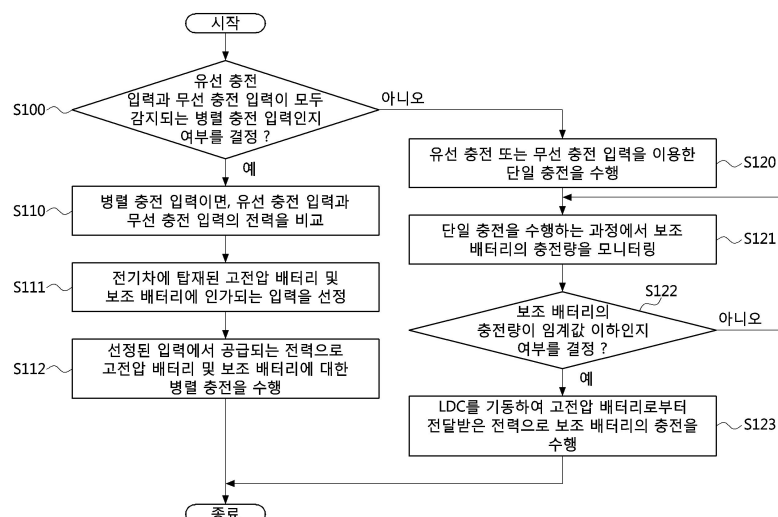 시작
유선 충전
입력과 무선 충전 입력이 모두
감지되는 병렬 충전 입력인지
여부를 결정 ?
S100
아니오
예
병렬 충전 입력이면, 유선 충전 입력과
무선 충전 입력의 전력을 비교
S110
전기차에 탑재된 고전압 배터리 및
보조 배터리에 인가되는 입력을 선정
S111
선정된 입력에서 공급되는 전력으로
고전압 배터리 및 보조 배터리에 대한
병렬 충전을 수행
S112
유선 충전 또는 무선 충전 입력을 이용한
단일 충전을 수행
S120
단일 충전을 수행하는 과정에서 보조
배터리의 충전량을 모니터링
S121
S122
보조 배터리의
충전량이 임계값 이하인지
여부를 결정 ?
아니오
예
LDC를 기동하여 고전압 배터리로부터
전달받은 전력으로 보조 배터리의 충전을
수행
S123
종료